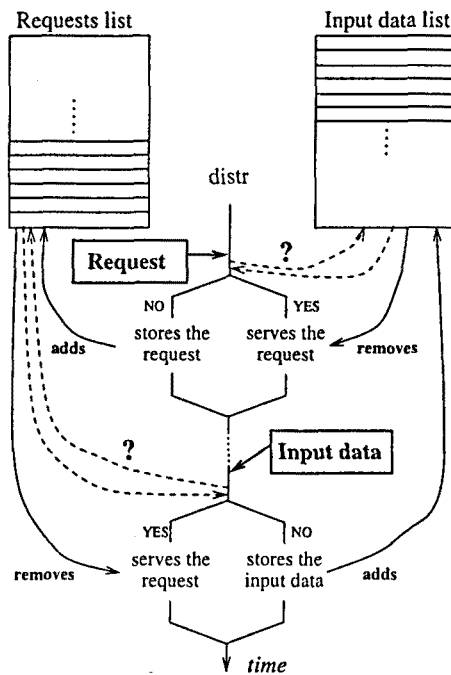 Requests list
Input data list
distr
?
Request
NO
YES
stores the
request
serves the
request
adds
removes
?
Input data
YES
NO
serves the
request
stores the
input data
removes
adds
time